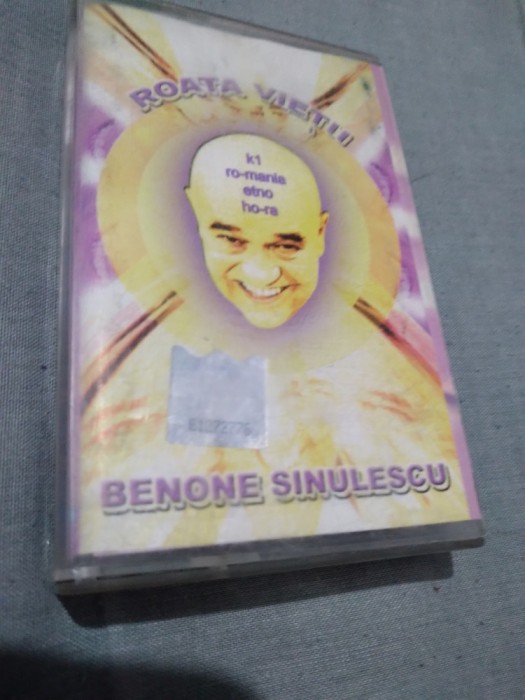 ROATA VIEȚII
k1
ro-mania
etno
ho-ra
BENONE SINULESCU